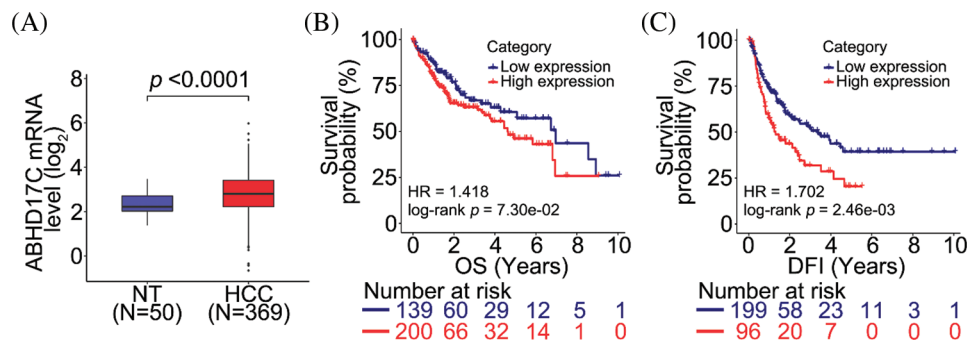 (A)
ABHD17C mRNA
level (log2)
8
6
4
2
0
p <0.0001
NT
(N=50)
HCC
(N=369)
(B)
Survival
probability (%)
100
75
50
25
0
Category
Low expression
High expression
HR = 1.418
log-rank p = 7.30e-02
0 2 4 6 8 10
OS (Years)
Number at risk
139 60 29 12 5 1
200 66 32 14 1 0
(C)
Survival
probability (%)
100
75
50
25
0
Category
Low expression
High expression
HR = 1.702
log-rank p = 2.46e-03
0 2 4 6 8 10
DFI (Years)
Number at risk
199 58 23 11 3 1
96 20 7 0 0 0